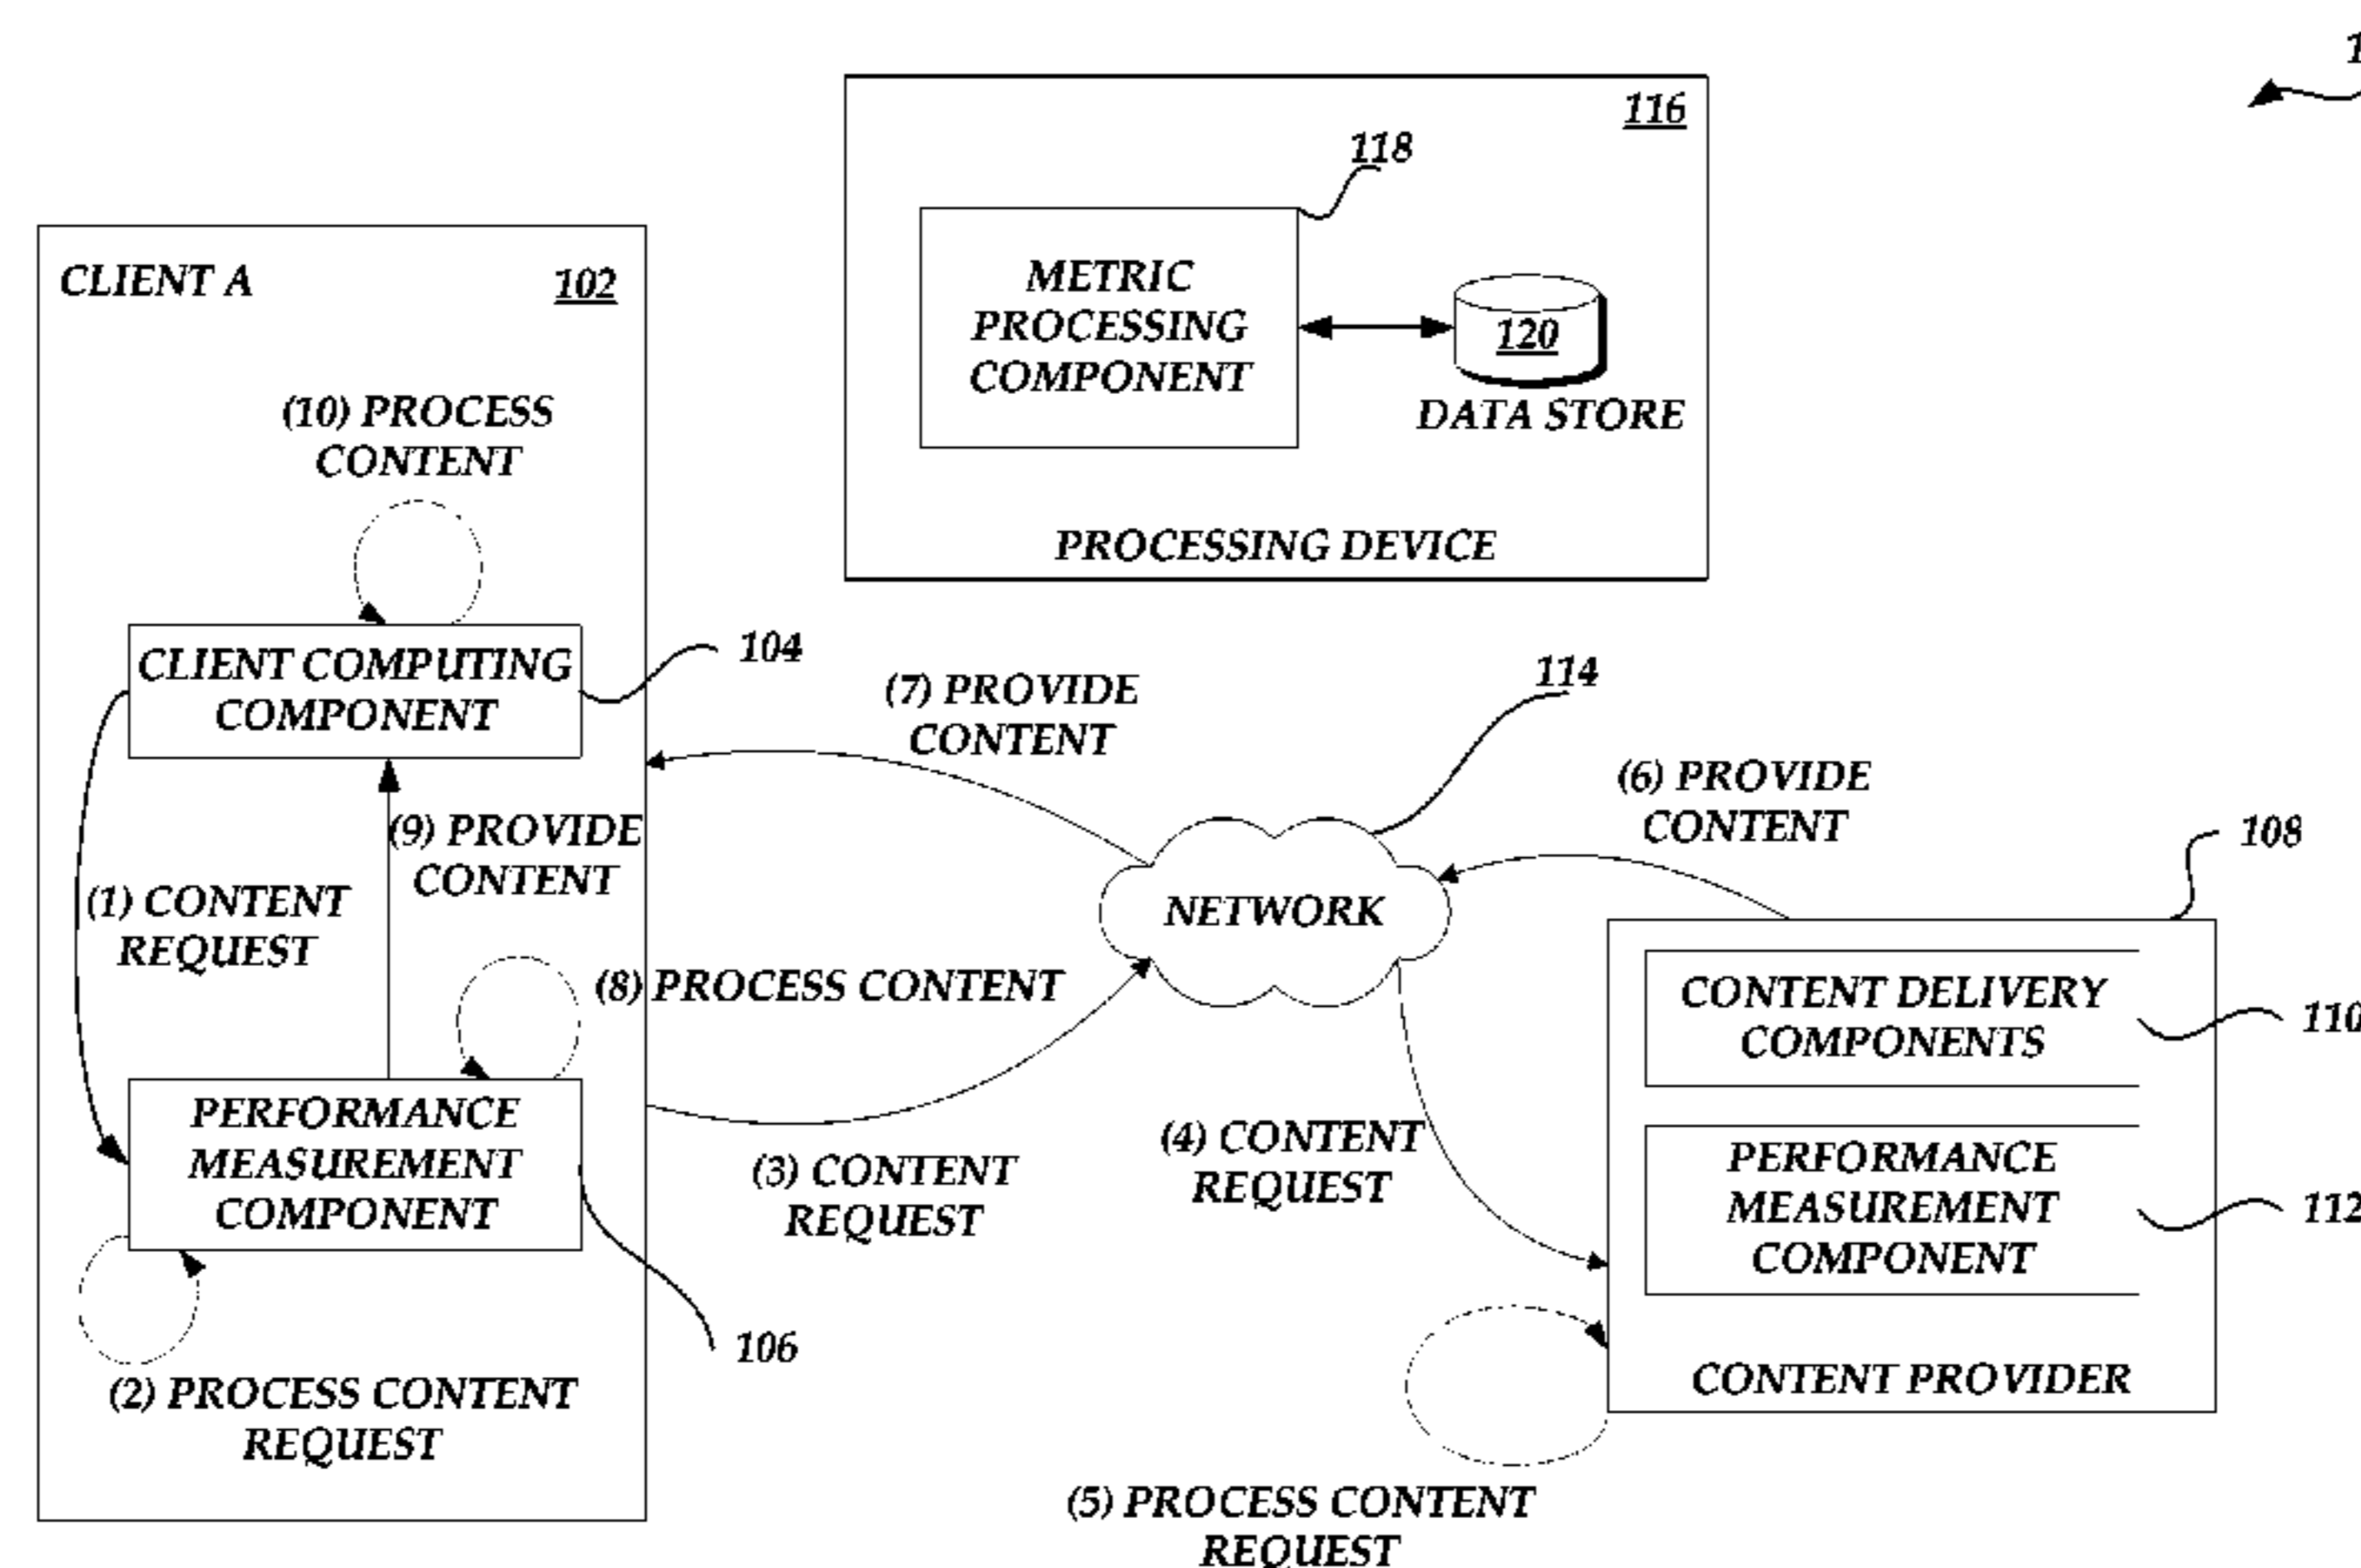 116
118
METRIC
PROCESSING
COMPONENT
120
DATA STORE
PROCESSING DEVICE
CLIENT A
102
(10) PROCESS
CONTENT
CLIENT COMPUTING
COMPONENT
104
(9) PROVIDE
CONTENT
(1) CONTENT
REQUEST
(8) PROCESS CONTENT
PERFORMANCE
MEASUREMENT
COMPONENT
106
(2) PROCESS CONTENT
REQUEST
(7) PROVIDE
CONTENT
114
NETWORK
(3) CONTENT
REQUEST
(4) CONTENT
REQUEST
(6) PROVIDE
CONTENT
108
CONTENT DELIVERY
COMPONENTS
110
PERFORMANCE
MEASUREMENT
COMPONENT
112
CONTENT PROVIDER
(5) PROCESS CONTENT
REQUEST